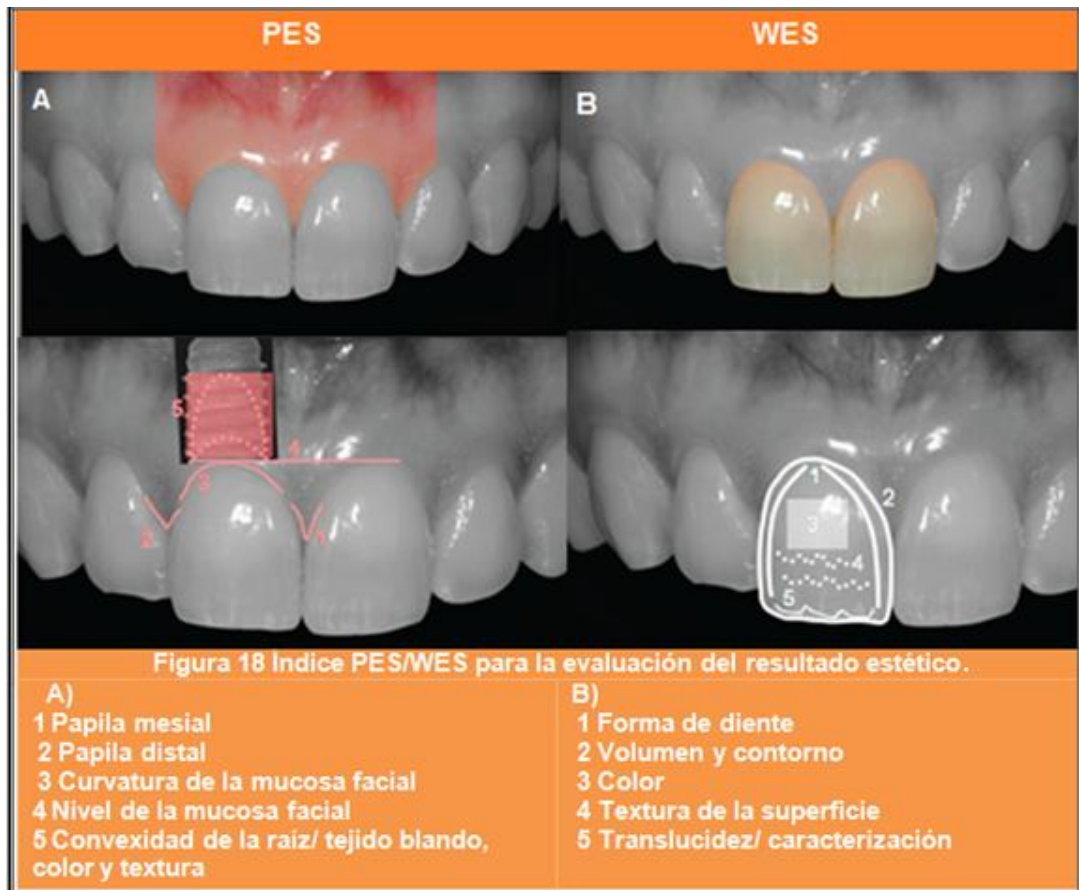 PES
WES
A
B
5
4
3
2
1
1
2
3
4
5
Figura 18 Indice PES/WES para la evaluación del resultado estético.
A)
1 Papila mesial
2 Papila distal
3 Curvatura de la mucosa facial
4 Nivel de la mucosa facial
5 Convexidad de la raíz/ tejido blando,
color y textura
B)
1 Forma de diente
2 Volumen y contorno
3 Color
4 Textura de la superficie
5 Translucidez/ caracterización